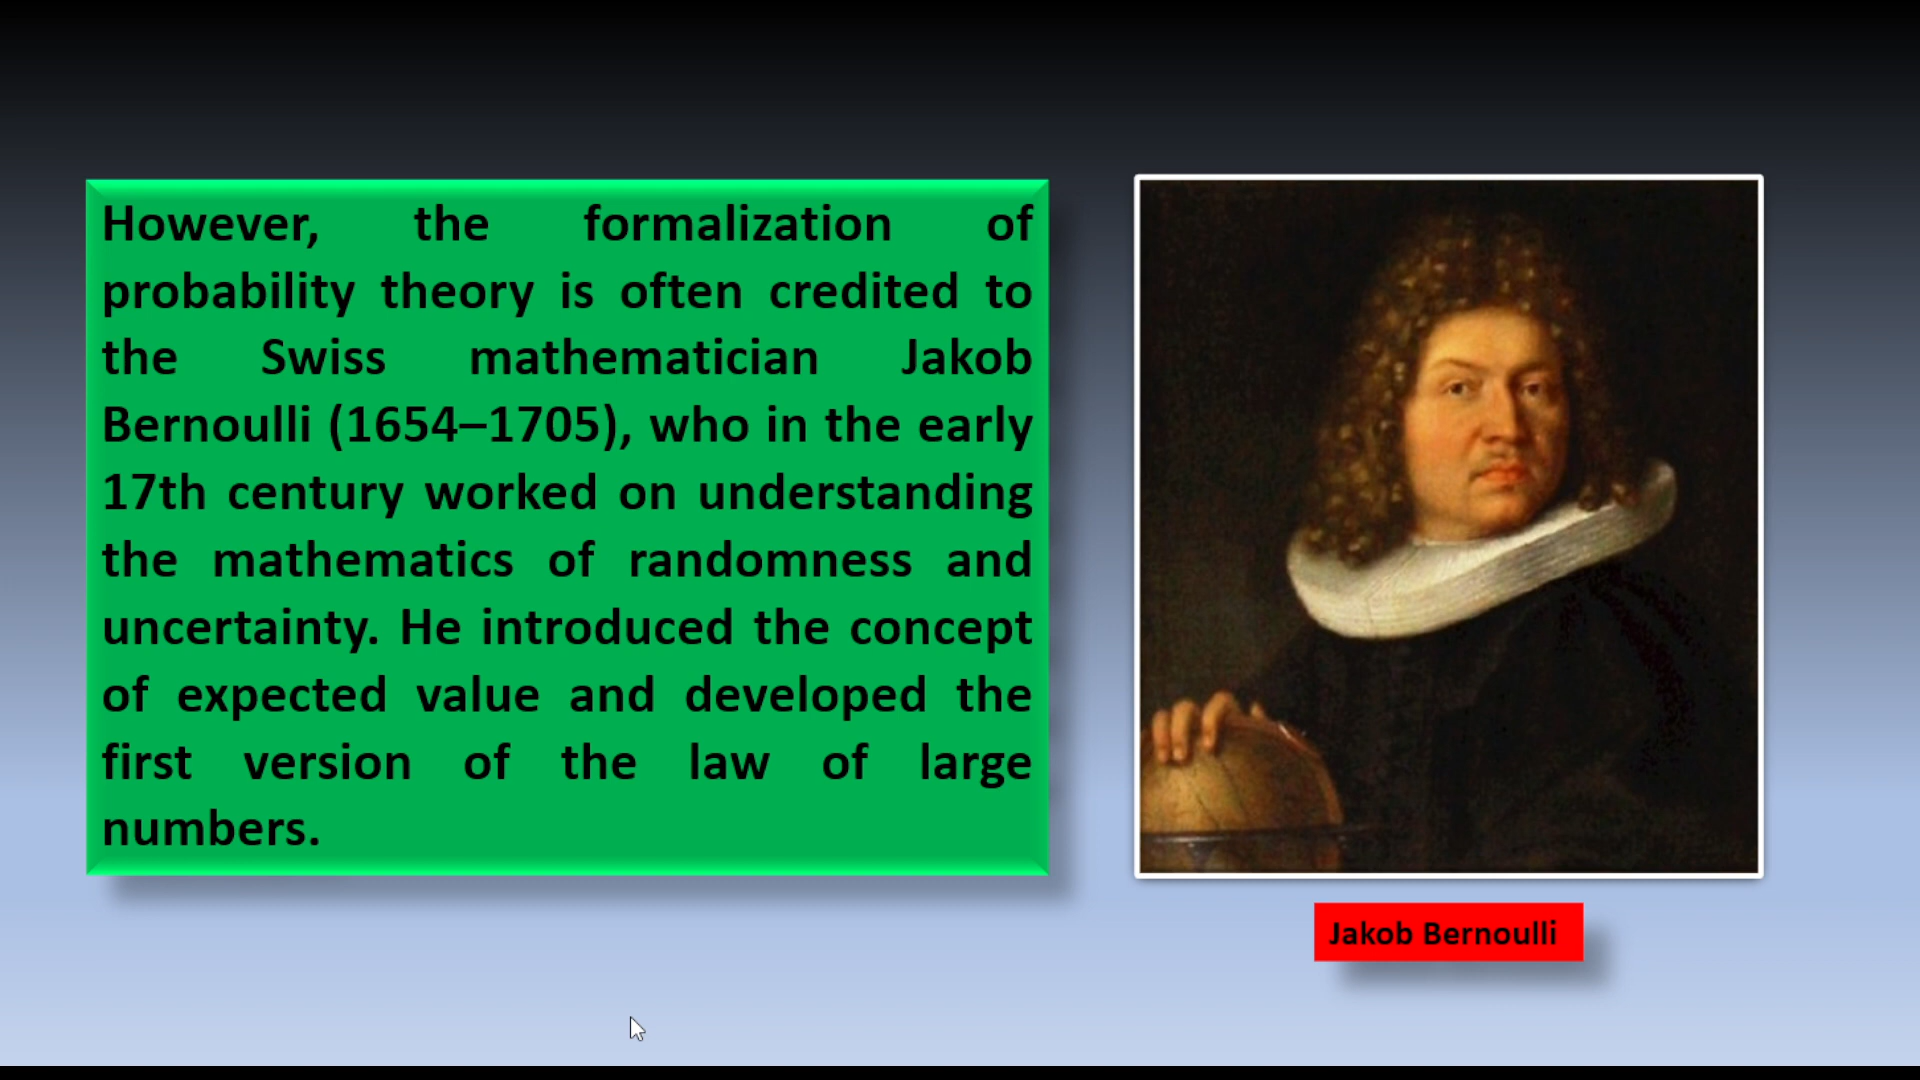 However, the formalization of
probability theory is often credited to
the Swiss mathematician Jakob
Bernoulli (1654–1705), who in the early
17th century worked on understanding
the mathematics of randomness and
uncertainty. He introduced the concept
of expected value and developed the
first version of the law of large
numbers.
Jakob Bernoulli